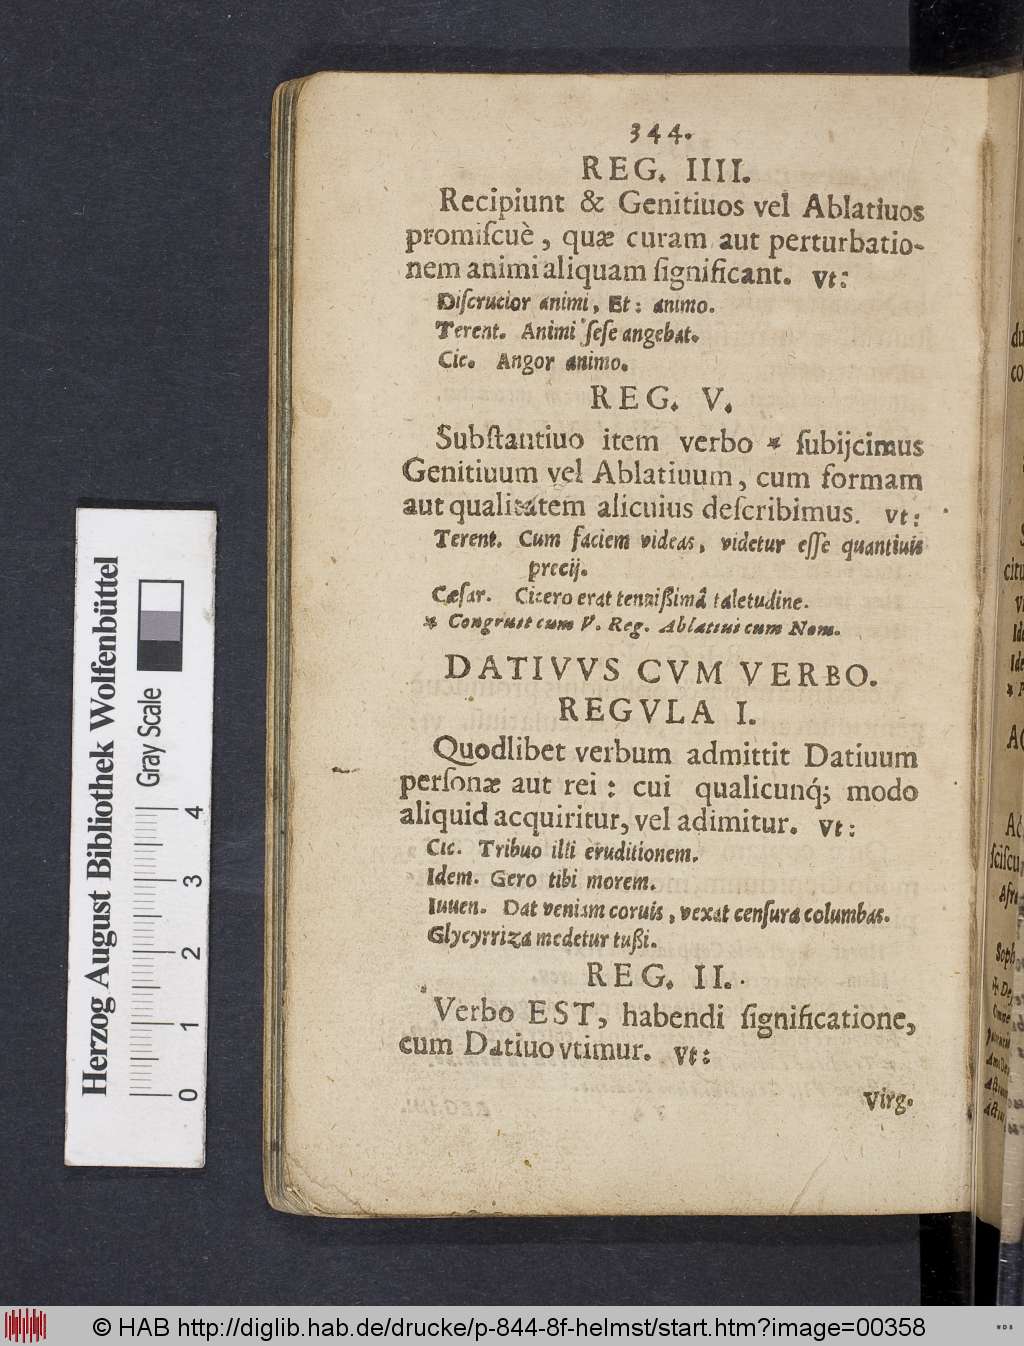 344.
REG. IIII.
Recipiunt & Genitiuos vel Ablatiuos
promiſcuè, quæ curam aut perturbatio-
nem animi aliquam ſignificant. Vt:
Diſcrucior animi, Et: animo.
Terent. Animi ſeſe angebat.
Cic. Angor animo.
REG. V.
Subſtantiuo item verbo * ſubijcimus
Genitiuum vel Ablatiuum, cum formam
aut qualitatem alicuius deſcribimus. Vt:
Terent. Cum faciem videas, videtur eſſe quantiuis
precij.
Cæſar. Cicero erat tenuißimâ valetudine.
* Congruit cum V. Reg. Ablatiui cum Nom.
DATIVVS CVM VERBO.
REGVLA I.
Quodlibet verbum admittit Datiuum
perſonæ aut rei: cui qualicunq́; modo
aliquid acquiritur, vel adimitur. Vt:
Cic. Tribuo illi eruditionem.
Idem. Gero tibi morem.
Iuuen. Dat veniam coruis, vexat cenſura columbas.
Glycyrriza medetur tußi.
REG. II.
Verbo EST, habendi ſignificatione,
cum Datiuo vtimur. Vt:
Virg.
Herzog August Bibliothek Wolfenbüttel
Gray Scale
0 1 2 3 4
© HAB http://diglib.hab.de/drucke/p-844-8f-helmst/start.htm?image=00358